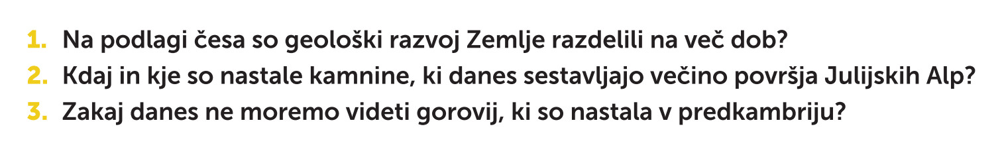 1. Na podlagi česa so geološki razvoj Zemlje razdelili na več dob?
2. Kdaj in kje so nastale kamnine, ki danes sestavljajo večino površja Julijskih Alp?
3. Zakaj danes ne moremo videti gorovij, ki so nastala v predkambriju?